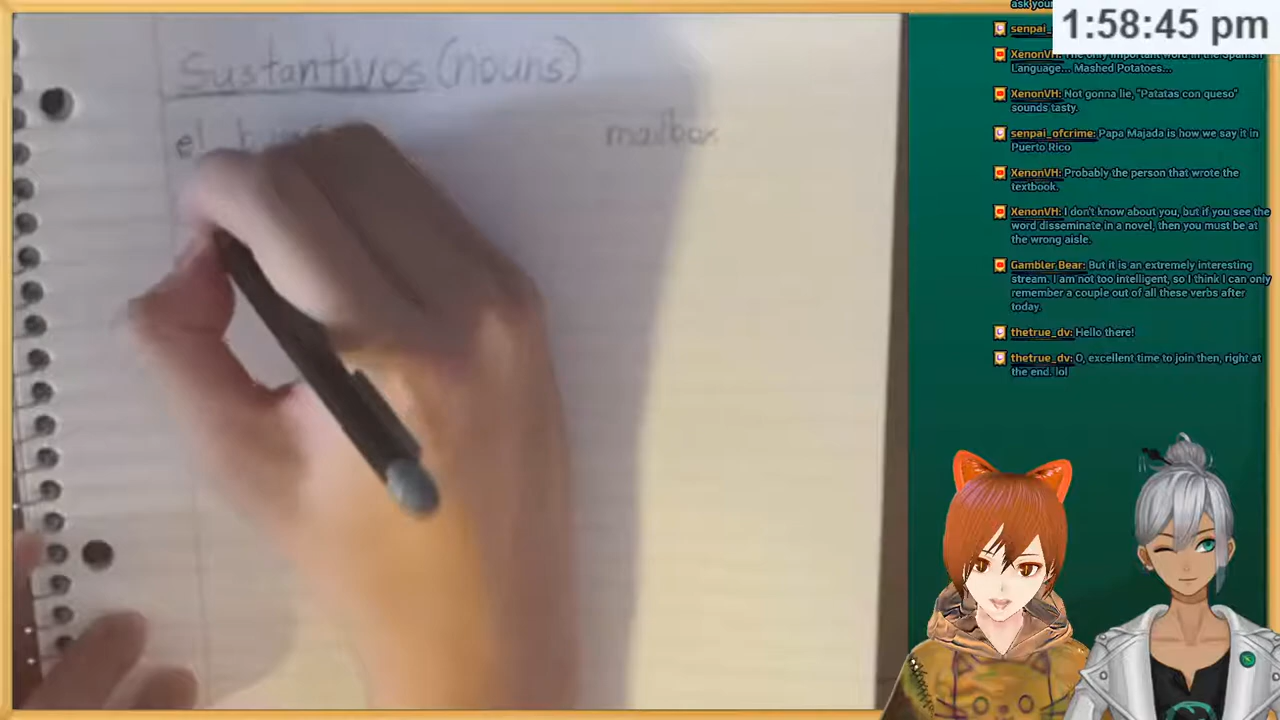 1:58:45 pm
ask your
senpai_
XenonVH: The only important word in the Spanish
Language... Mashed Potatoes...
XenonVH: Not gonna lie, "Patatas con queso"
sounds tasty.
senpai_ofcrime: Papa Majada is how we say it in
Puerto Rico
XenonVH: Probably the person that wrote the
textbook.
XenonVH: I don't know about you, but if you see the
word disseminate in a novel, then you must be at
the wrong aisle.
Gambler Bear: But it is an extremely interesting
stream. I am not too intelligent, so I think I can only
remember a couple out of all these verbs after
today.
thetrue_dv: Hello there!
thetrue_dv: O, excellent time to join then, right at
the end. lol
(nouns)
el
mailbox